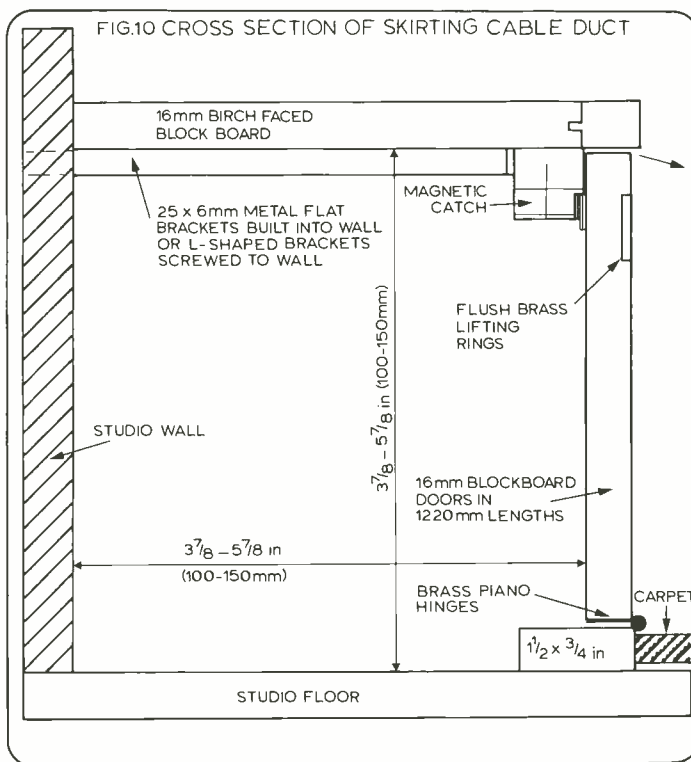 FIG.10 CROSS SECTION OF SKIRTING CABLE DUCT
16mm BIRCH FACED
BLOCK BOARD
25 x 6mm METAL FLAT
BRACKETS BUILT INTO WALL
OR L-SHAPED BRACKETS
SCREWED TO WALL
MAGNETIC
CATCH
FLUSH BRASS
LIFTING
RINGS
STUDIO WALL
3⅞ – 5⅞ in (100-150mm)
16mm BLOCKBOARD
DOORS IN
1220mm LENGTHS
3⅞ – 5⅞ in
(100-150mm)
BRASS PIANO
HINGES
CARPET
1½ x ¾ in
STUDIO FLOOR